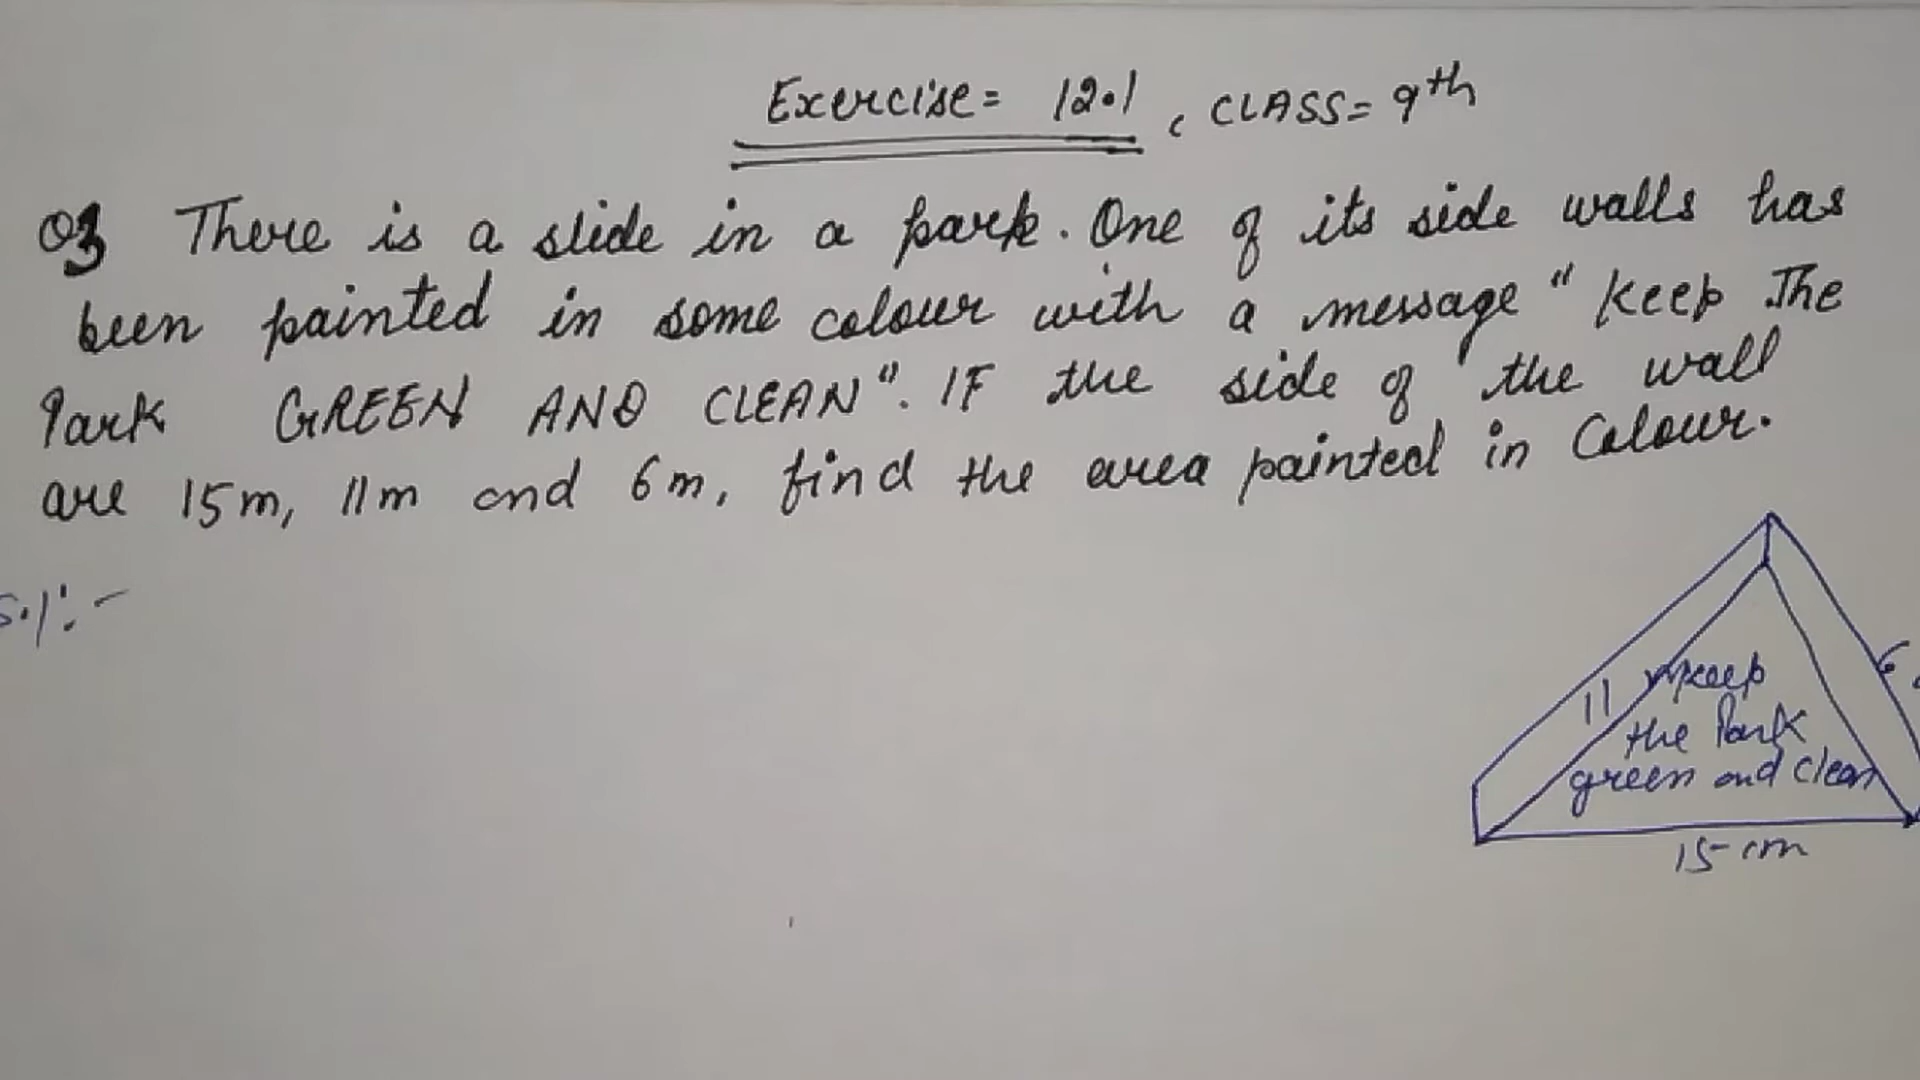 Exercise = 12.1 , CLASS = 9th
Q3 There is a slide in a park. One of its side walls has
been painted in some colour with a message "Keep The
Park GREEN AND CLEAN". IF the side of the wall
are 15m, 11m and 6m, find the area painted in Colour.
Sol:-
11 m
6
keep
the Park
green and clean
15 cm